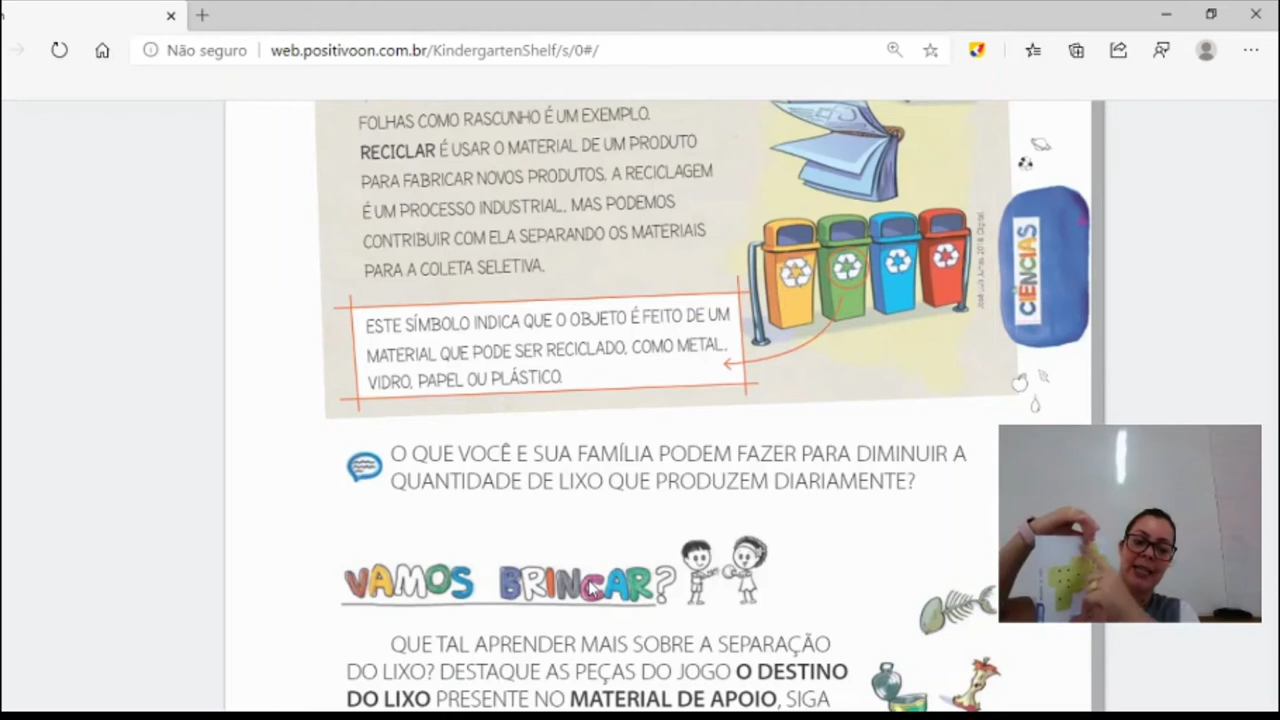 Não seguro
web.positivoon.com.br/KindergartenShelf/s/0#/
FOLHAS COMO RASCUNHO É UM EXEMPLO.
RECICLAR É USAR O MATERIAL DE UM PRODUTO
PARA FABRICAR NOVOS PRODUTOS. A RECICLAGEM
É UM PROCESSO INDUSTRIAL, MAS PODEMOS
CONTRIBUIR COM ELA SEPARANDO OS MATERIAIS
PARA A COLETA SELETIVA.
ESTE SÍMBOLO INDICA QUE O OBJETO É FEITO DE UM
MATERIAL QUE PODE SER RECICLADO, COMO METAL,
VIDRO, PAPEL OU PLÁSTICO.
CIÊNCIAS
O QUE VOCÊ E SUA FAMÍLIA PODEM FAZER PARA DIMINUIR A
QUANTIDADE DE LIXO QUE PRODUZEM DIARIAMENTE?
VAMOS BRINCAR?
QUE TAL APRENDER MAIS SOBRE A SEPARAÇÃO
DO LIXO? DESTAQUE AS PEÇAS DO JOGO O DESTINO
DO LIXO PRESENTE NO MATERIAL DE APOIO, SIGA